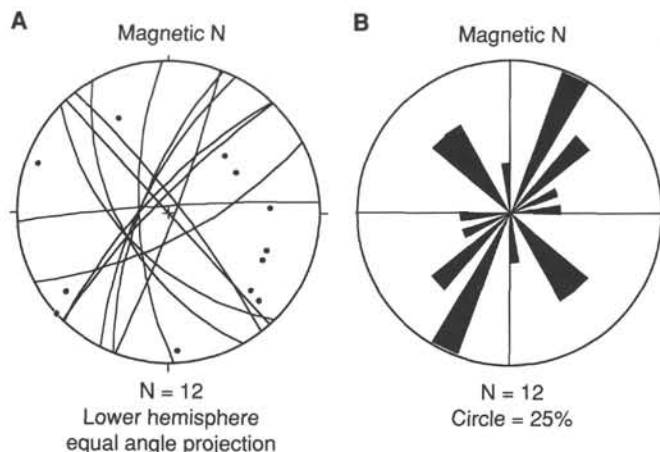 A
Magnetic N
N = 12
Lower hemisphere
equal angle projection
B
Magnetic N
N = 12
Circle = 25%